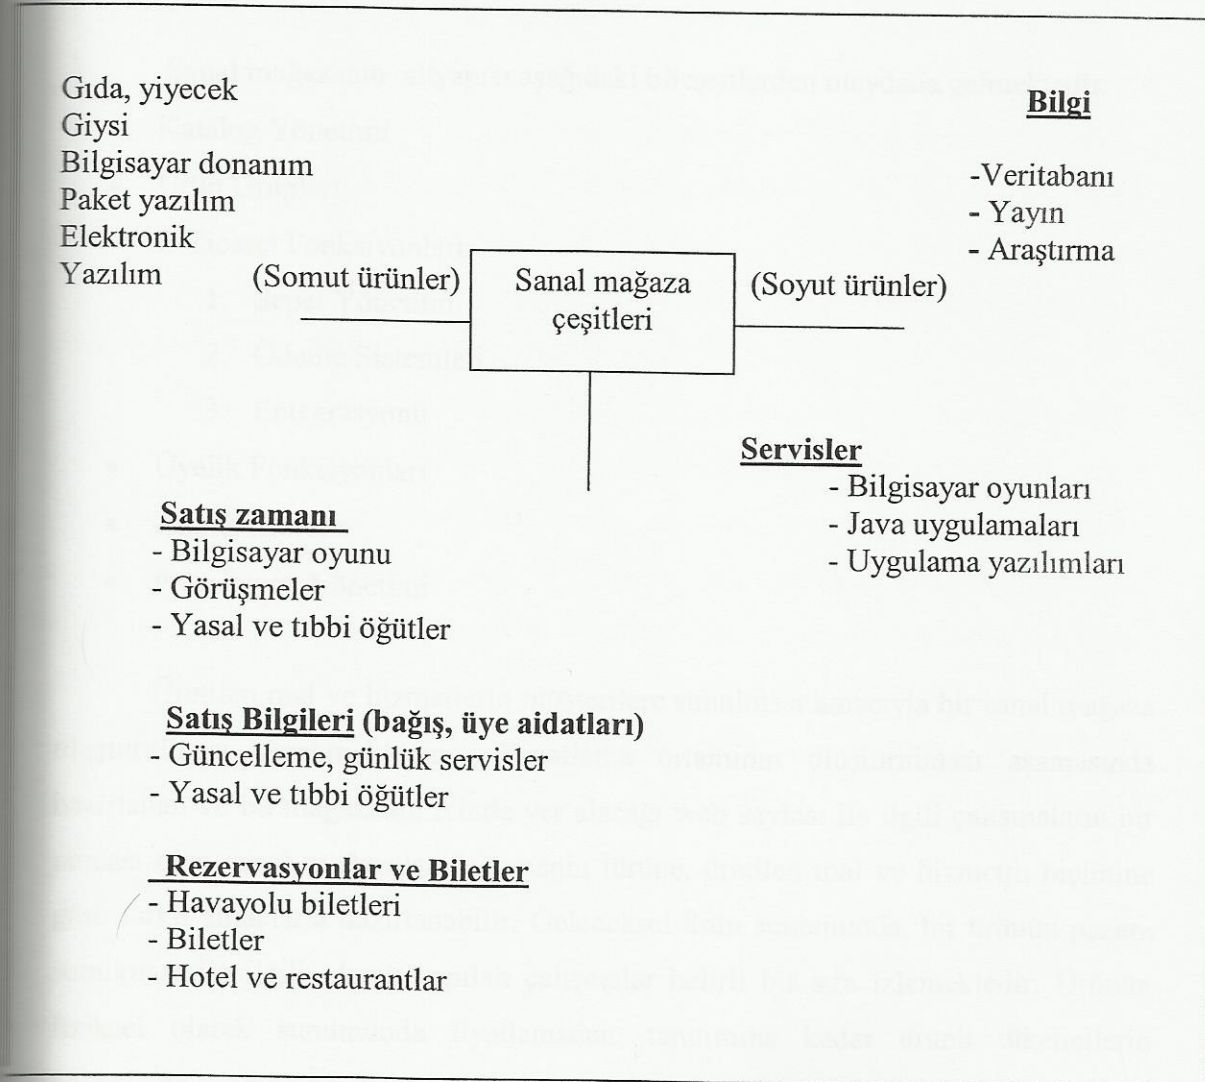 Gıda, yiyecek
Giysi
Bilgisayar donanım
Paket yazılım
Elektronik
Yazılım
(Somut ürünler)
Sanal mağaza
çeşitleri
(Soyut ürünler)
Bilgi
-Veritabanı
- Yayın
- Araştırma
Servisler
- Bilgisayar oyunları
- Java uygulamaları
- Uygulama yazılımları
Satış zamanı
- Bilgisayar oyunu
- Görüşmeler
- Yasal ve tıbbi öğütler
Satış Bilgileri (bağış, üye aidatları)
- Güncelleme, günlük servisler
- Yasal ve tıbbi öğütler
Rezervasyonlar ve Biletler
- Havayolu biletleri
- Biletler
- Hotel ve restaurantlar